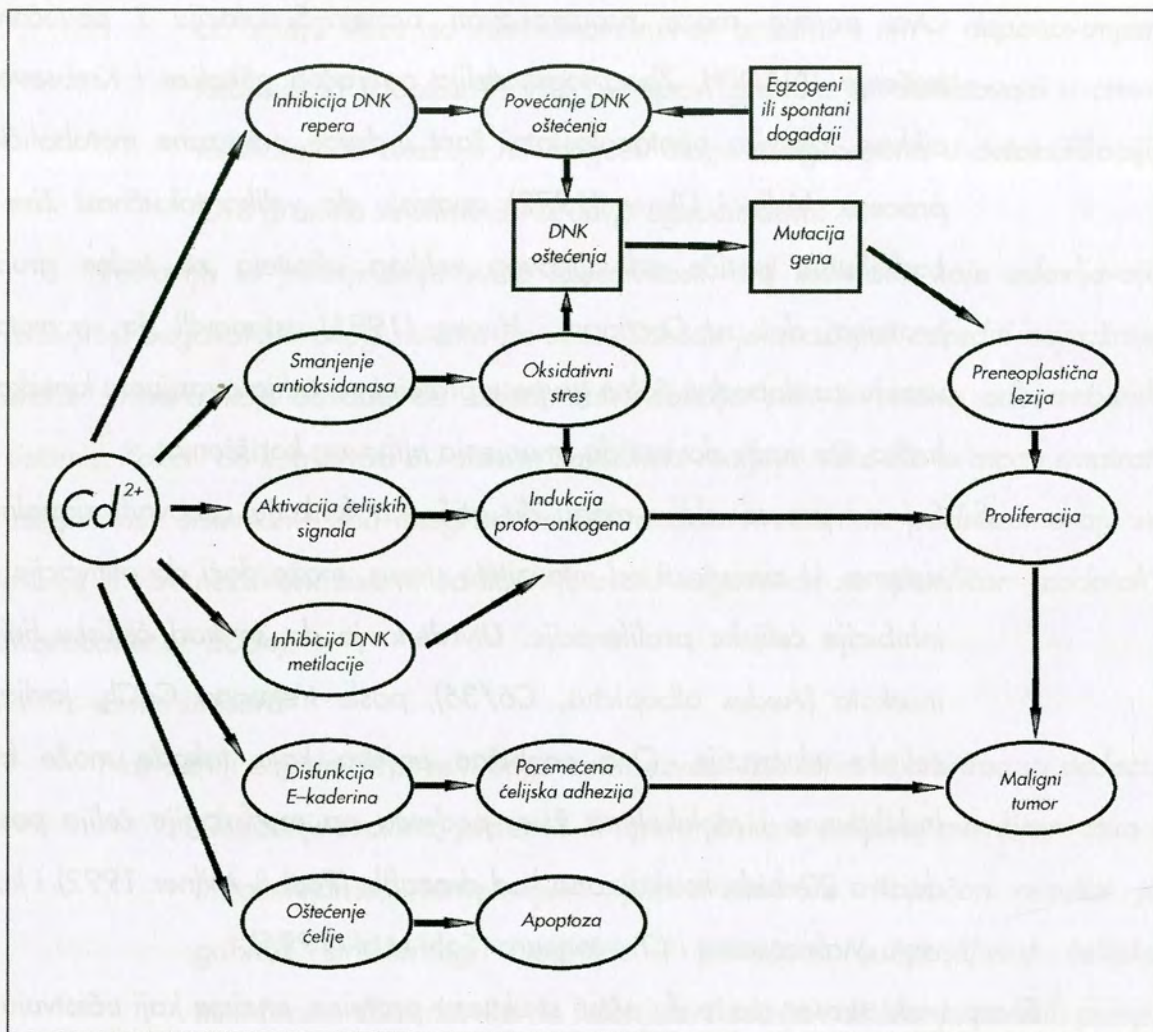 Inhibicija DNK
repera
Povećanje DNK
oštećenja
Egzogeni
ili spontani
događaji
DNK
oštećenja
Mutacija
gena
Smanjenje
antioksidanasa
Oksidativni
stres
Preneoplastična
lezija
Cd2+
Aktivacija ćelijskih
signala
Indukcija
proto–onkogena
Proliferacija
Inhibicija DNK
metilacije
Disfunkcija
E–kaderina
Poremećena
ćelijska adhezija
Maligni
tumor
Oštećenje
ćelije
Apoptoza